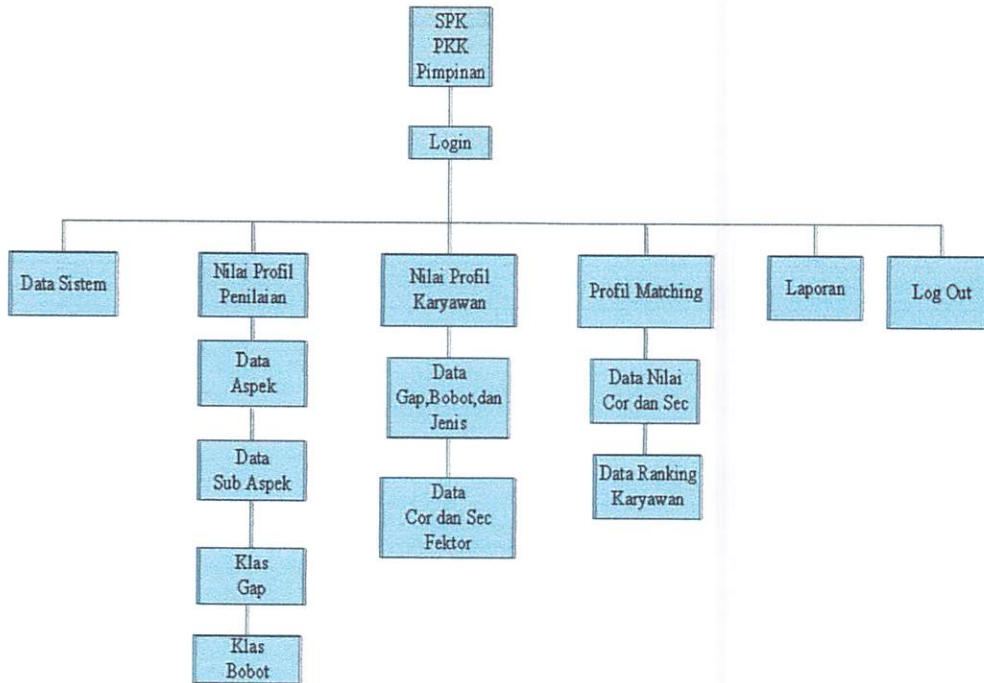 SPK
PKK
Pimpinan
Login
Data Sistem
Nilai Profil
Penilaian
Data
Aspek
Data
Sub Aspek
Klas
Gap
Klas
Bobot
Nilai Profil
Karyawan
Data
Gap,Bobot,dan
Jenis
Data
Cor dan Sec
Fektor
Profil Matching
Data Nilai
Cor dan Sec
Data Ranking
Karyawan
Laporan
Log Out